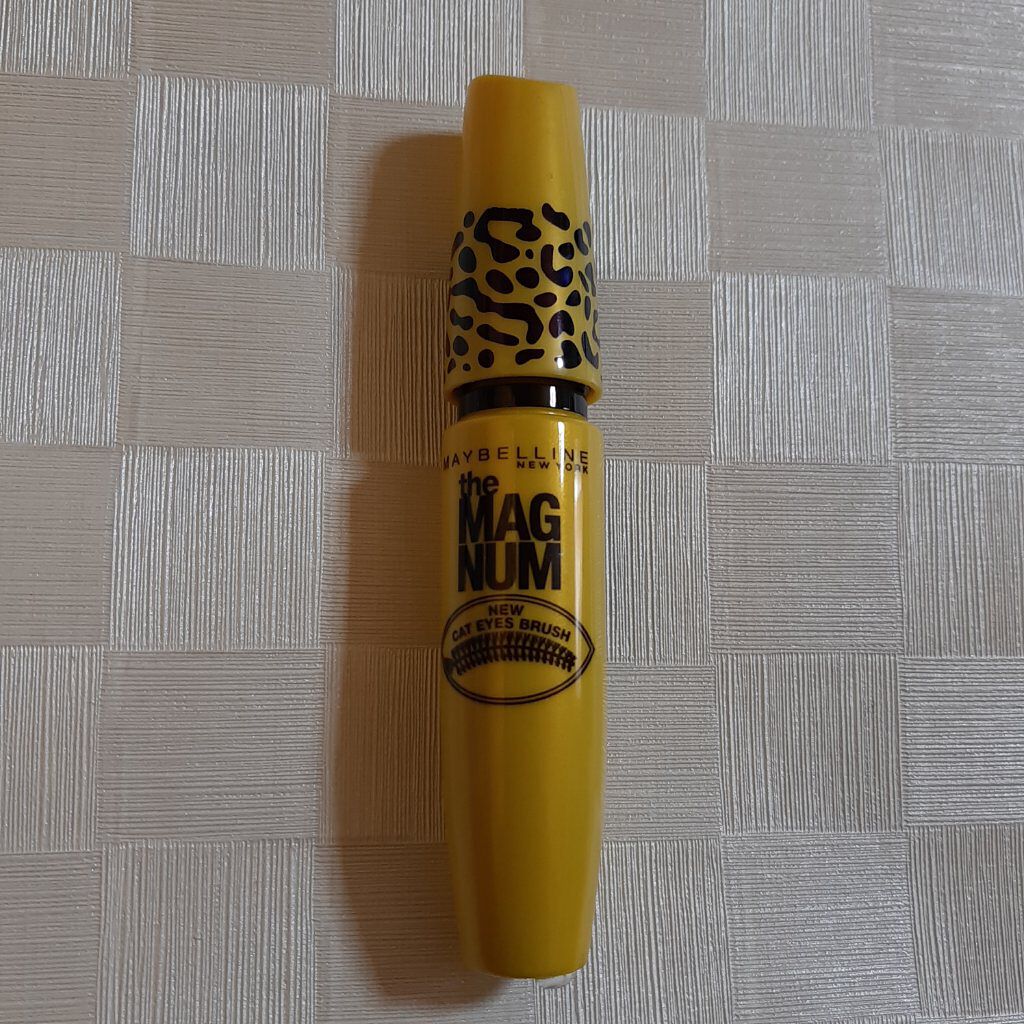 MAYBELLINE
NEW YORK
the
MAG
NUM
NEW
CAT EYES BRUSH